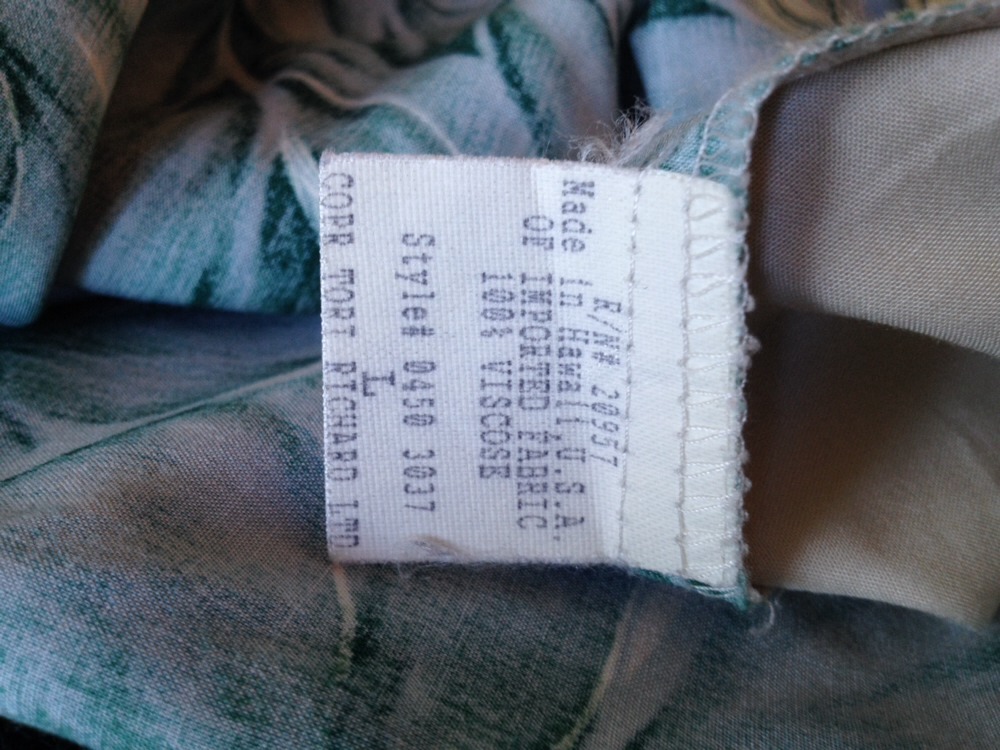 R/N# 20957
Made in Hawaii U.S.A.
OF IMPORTED FABRIC
100% VISCOSE
Style# 0450 3037
L
COPR TORI RICHARD LTD